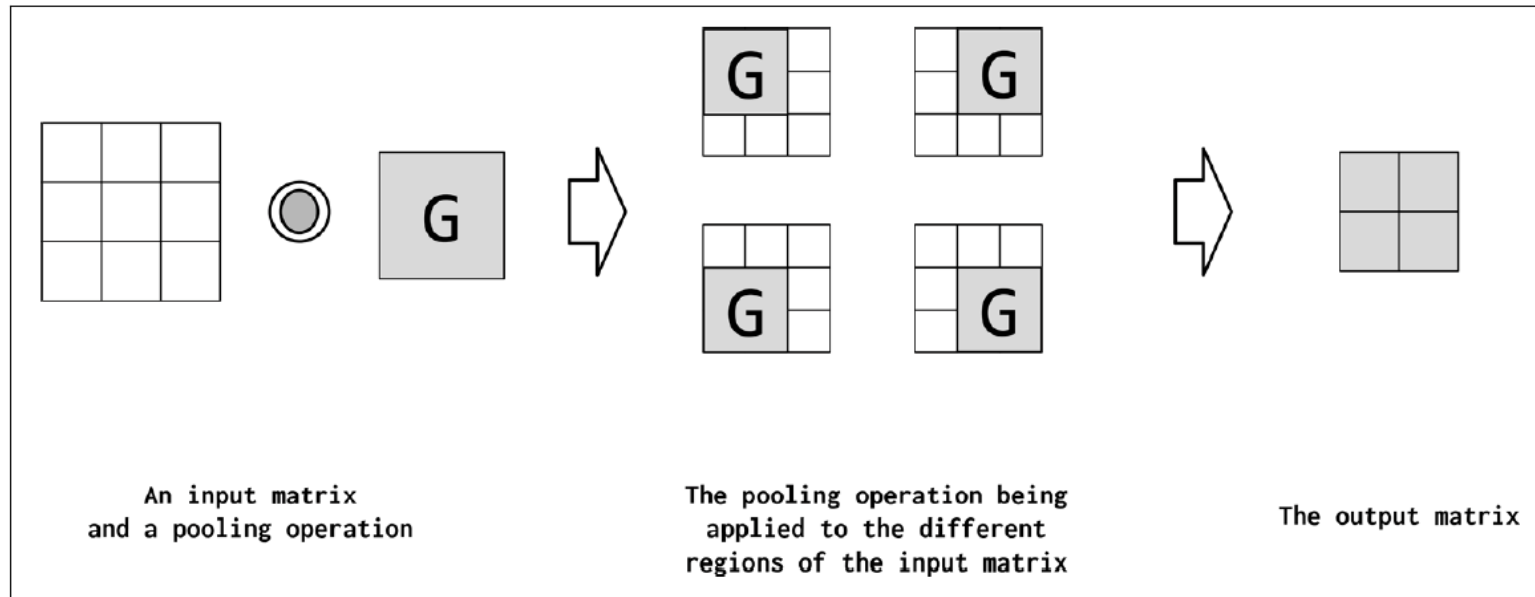 G
G
G
G
G
An input matrix
and a pooling operation
The pooling operation being
applied to the different
regions of the input matrix
The output matrix